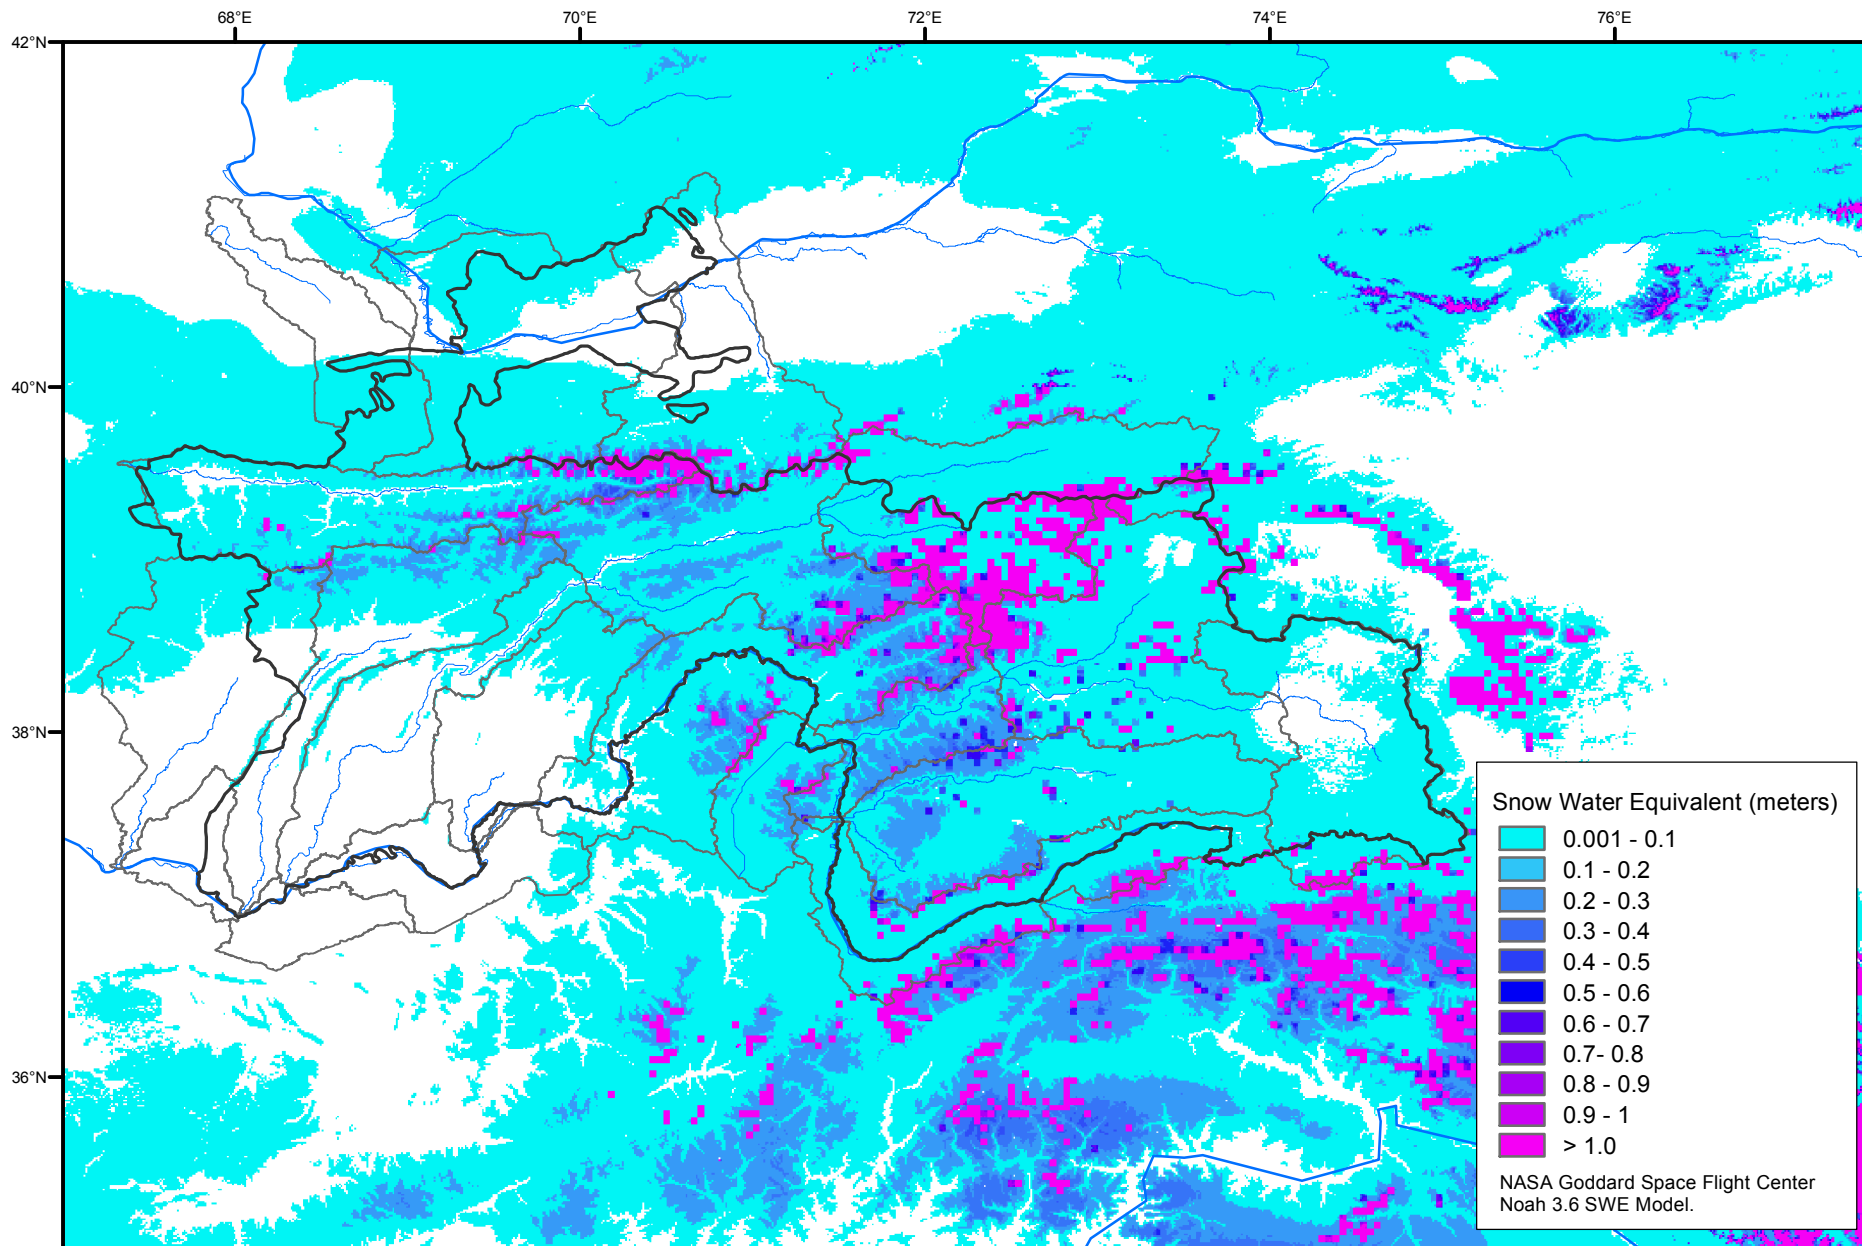 68°E 70°E 72°E 74°E 76°E
42°N
40°N
38°N
36°N
Snow Water Equivalent (meters)
0.001 - 0.1
0.1 - 0.2
0.2 - 0.3
0.3 - 0.4
0.4 - 0.5
0.5 - 0.6
0.6 - 0.7
0.7- 0.8
0.8 - 0.9
0.9 - 1
> 1.0
NASA Goddard Space Flight Center
Noah 3.6 SWE Model.